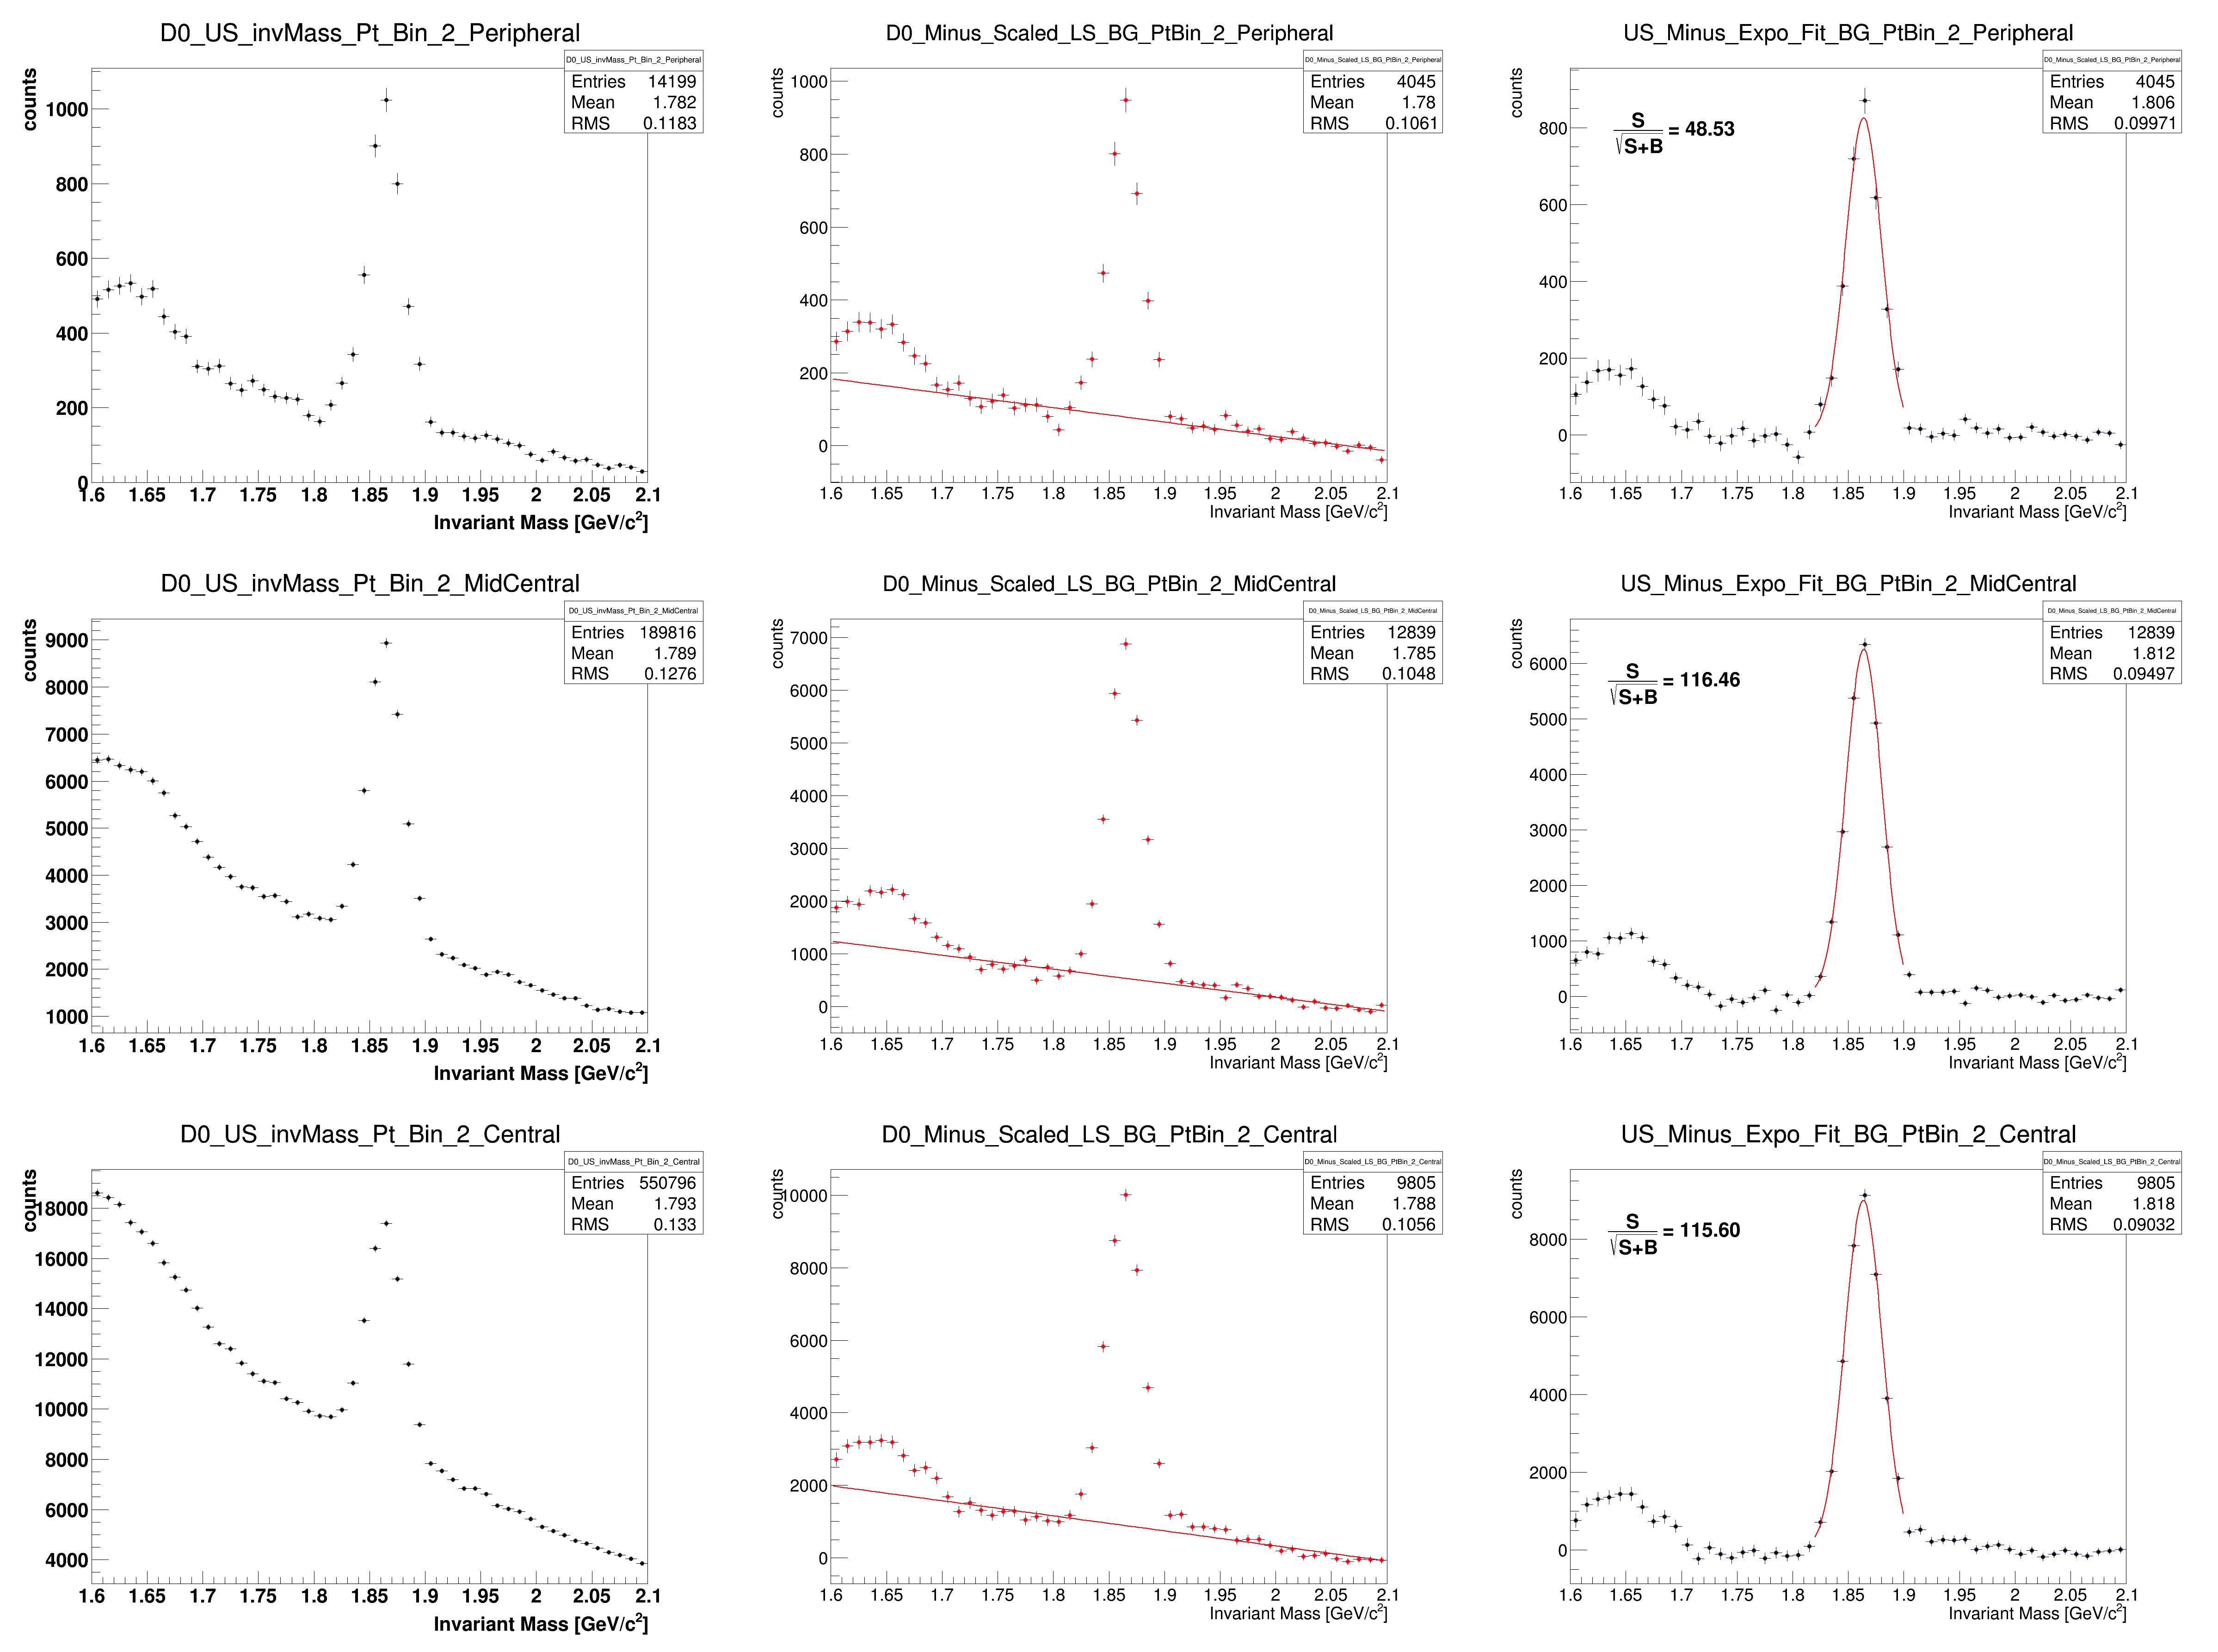 D0_US_invMass_Pt_Bin_2_Peripheral
D0_US_invMass_Pt_Bin_2_Peripheral
Entries 14199
Mean 1.782
RMS 0.1183
counts
1000
800
600
400
200
0
1.6 1.65 1.7 1.75 1.8 1.85 1.9 1.95 2 2.05 2.1
Invariant Mass [GeV/c²]
D0_Minus_Scaled_LS_BG_PtBin_2_Peripheral
D0_Minus_Scaled_LS_BG_PtBin_2_Peripheral
Entries 4045
Mean 1.78
RMS 0.1061
counts
1000
800
600
400
200
0
1.6 1.65 1.7 1.75 1.8 1.85 1.9 1.95 2 2.05 2.1
Invariant Mass [GeV/c²]
US_Minus_Expo_Fit_BG_PtBin_2_Peripheral
D0_Minus_Scaled_LS_BG_PtBin_2_Peripheral
Entries 4045
Mean 1.806
RMS 0.09971
counts
S
√S+B = 48.53
800
600
400
200
0
1.6 1.65 1.7 1.75 1.8 1.85 1.9 1.95 2 2.05 2.1
Invariant Mass [GeV/c²]
D0_US_invMass_Pt_Bin_2_MidCentral
D0_US_invMass_Pt_Bin_2_MidCentral
Entries 189816
Mean 1.789
RMS 0.1276
counts
9000
8000
7000
6000
5000
4000
3000
2000
1000
1.6 1.65 1.7 1.75 1.8 1.85 1.9 1.95 2 2.05 2.1
Invariant Mass [GeV/c²]
D0_Minus_Scaled_LS_BG_PtBin_2_MidCentral
D0_Minus_Scaled_LS_BG_PtBin_2_MidCentral
Entries 12839
Mean 1.785
RMS 0.1048
counts
7000
6000
5000
4000
3000
2000
1000
0
1.6 1.65 1.7 1.75 1.8 1.85 1.9 1.95 2 2.05 2.1
Invariant Mass [GeV/c²]
US_Minus_Expo_Fit_BG_PtBin_2_MidCentral
D0_Minus_Scaled_LS_BG_PtBin_2_MidCentral
Entries 12839
Mean 1.812
RMS 0.09497
counts
S
√S+B = 116.46
6000
5000
4000
3000
2000
1000
0
1.6 1.65 1.7 1.75 1.8 1.85 1.9 1.95 2 2.05 2.1
Invariant Mass [GeV/c²]
D0_US_invMass_Pt_Bin_2_Central
D0_US_invMass_Pt_Bin_2_Central
Entries 550796
Mean 1.793
RMS 0.133
counts
18000
16000
14000
12000
10000
8000
6000
4000
1.6 1.65 1.7 1.75 1.8 1.85 1.9 1.95 2 2.05 2.1
Invariant Mass [GeV/c²]
D0_Minus_Scaled_LS_BG_PtBin_2_Central
D0_Minus_Scaled_LS_BG_PtBin_2_Central
Entries 9805
Mean 1.788
RMS 0.1056
counts
10000
8000
6000
4000
2000
0
1.6 1.65 1.7 1.75 1.8 1.85 1.9 1.95 2 2.05 2.1
Invariant Mass [GeV/c²]
US_Minus_Expo_Fit_BG_PtBin_2_Central
D0_Minus_Scaled_LS_BG_PtBin_2_Central
Entries 9805
Mean 1.818
RMS 0.09032
counts
S
√S+B = 115.60
8000
6000
4000
2000
0
1.6 1.65 1.7 1.75 1.8 1.85 1.9 1.95 2 2.05 2.1
Invariant Mass [GeV/c²]